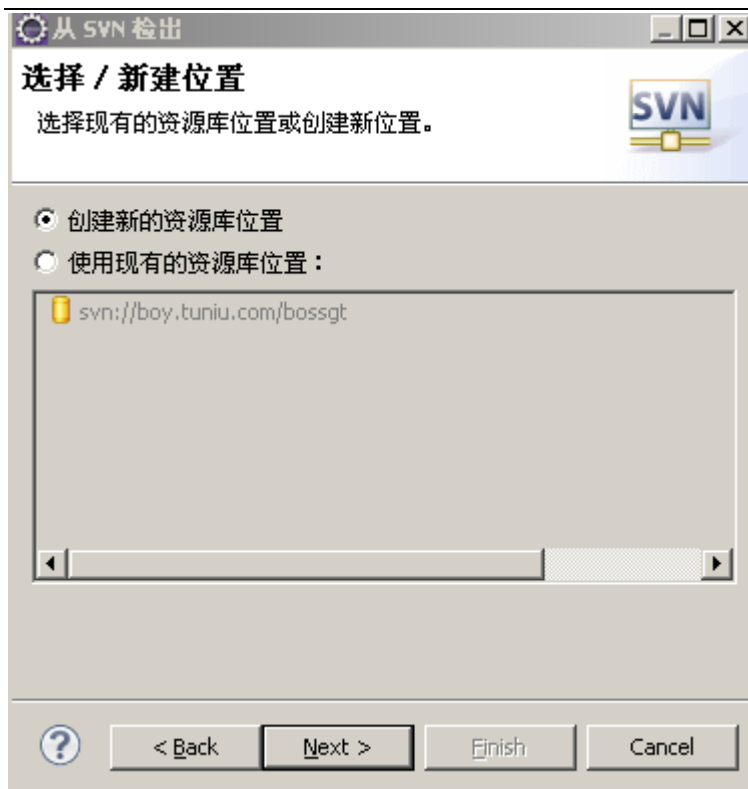 从 SVN 检出
选择 / 新建位置
选择现有的资源库位置或创建新位置。
SVN
创建新的资源库位置
使用现有的资源库位置：
svn://boy.tuniu.com/bossgt
?
< Back
Next >
Finish
Cancel